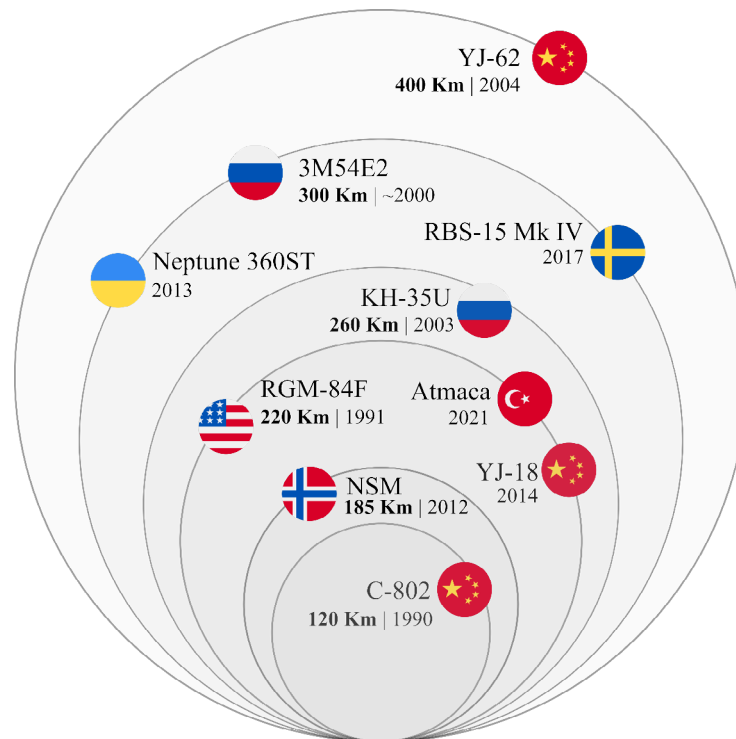 YJ-62
400 Km | 2004
3M54E2
300 Km | ~2000
RBS-15 Mk IV
2017
Neptune 360ST
2013
KH-35U
260 Km | 2003
RGM-84F
220 Km | 1991
Atmaca
2021
YJ-18
2014
NSM
185 Km | 2012
C-802
120 Km | 1990